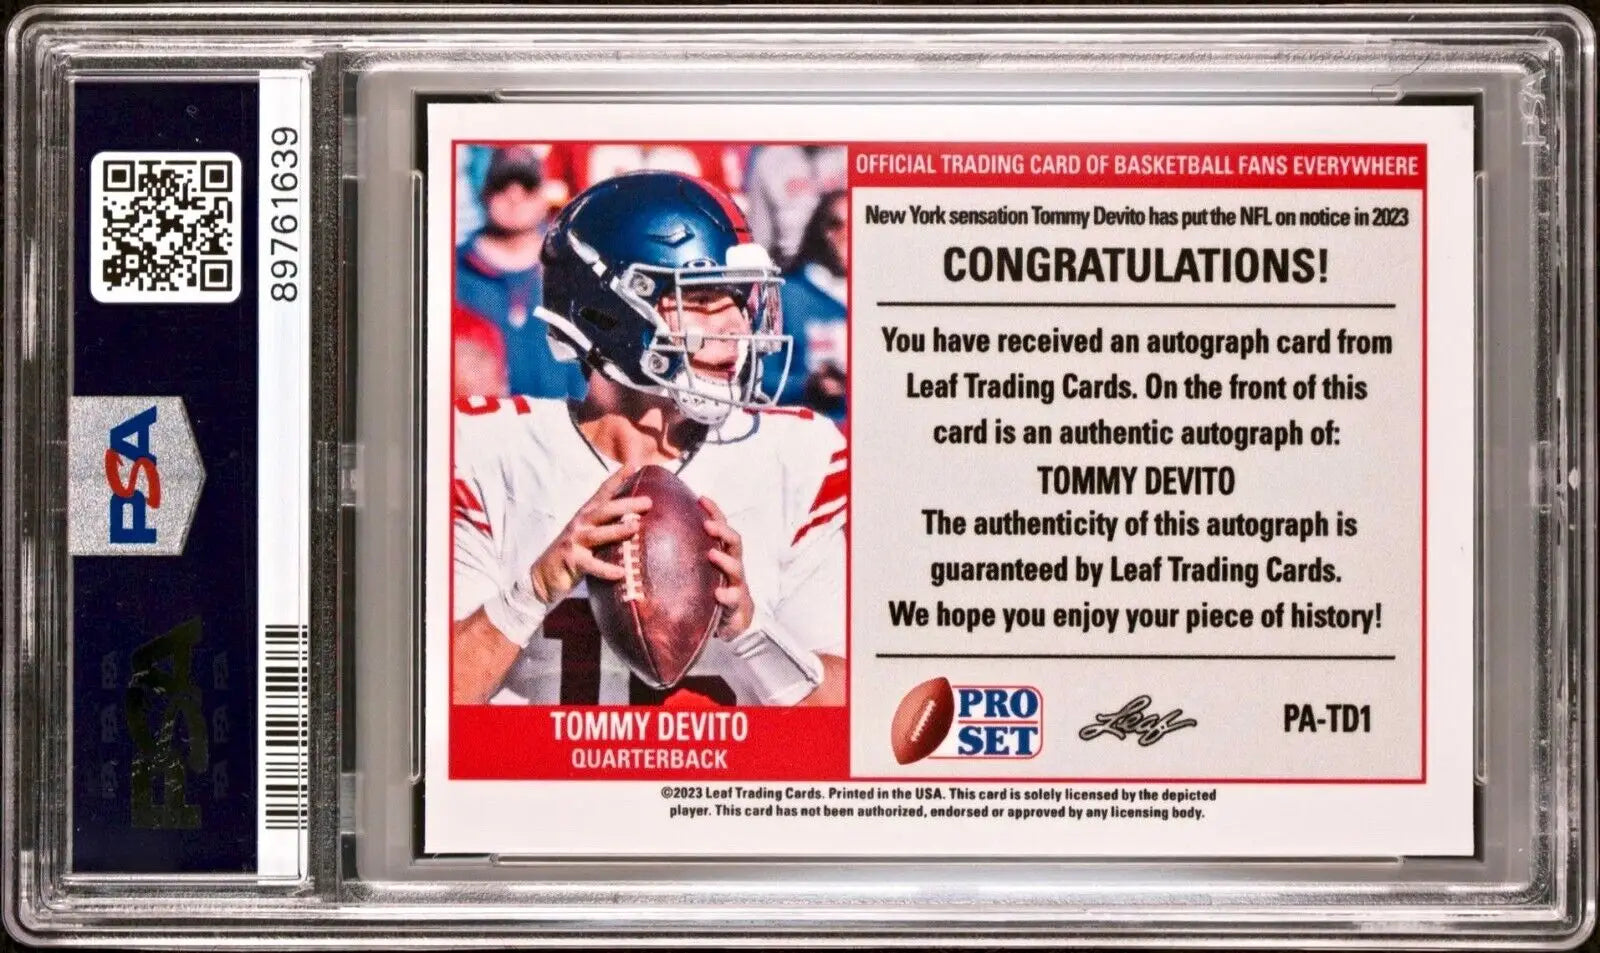 89761639
PSA
PSA
PSA
OFFICIAL TRADING CARD OF BASKETBALL FANS EVERYWHERE
New York sensation Tommy Devito has put the NFL on notice in 2023
CONGRATULATIONS!
You have received an autograph card from
Leaf Trading Cards. On the front of this
card is an authentic autograph of:
TOMMY DEVITO
The authenticity of this autograph is
guaranteed by Leaf Trading Cards.
We hope you enjoy your piece of history!
PRO
SET
Leaf
PA-TD1
TOMMY DEVITO
QUARTERBACK
©2023 Leaf Trading Cards. Printed in the USA. This card is solely licensed by the depicted
player. This card has not been authorized, endorsed or approved by any licensing body.